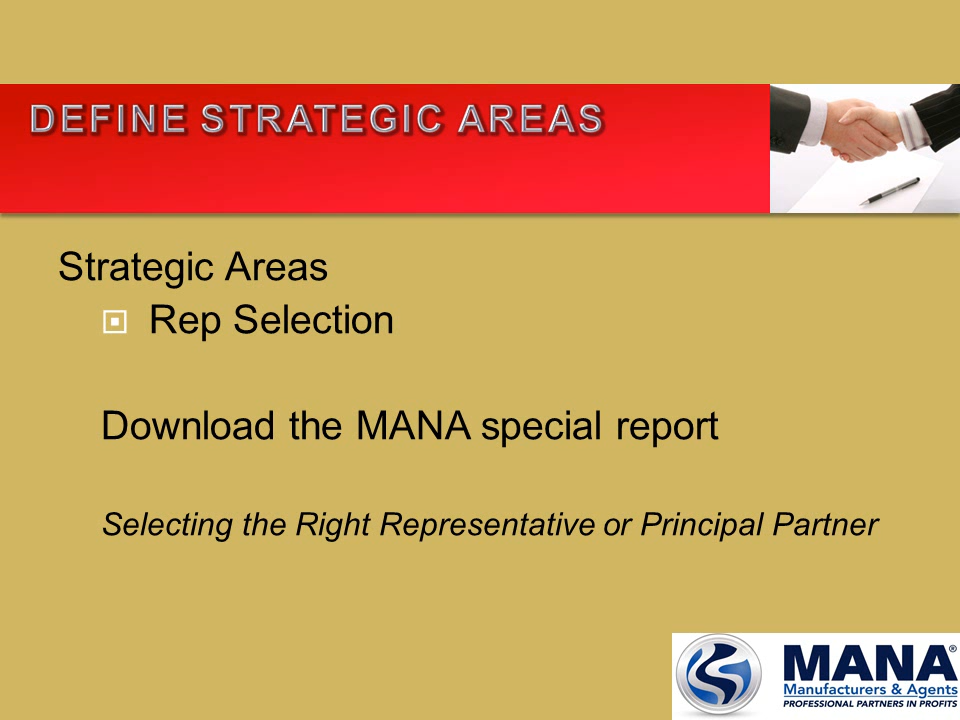 DEFINE STRATEGIC AREAS
Strategic Areas
Rep Selection
Download the MANA special report
Selecting the Right Representative or Principal Partner
MANA®
Manufacturers & Agents
PROFESSIONAL PARTNERS IN PROFITS